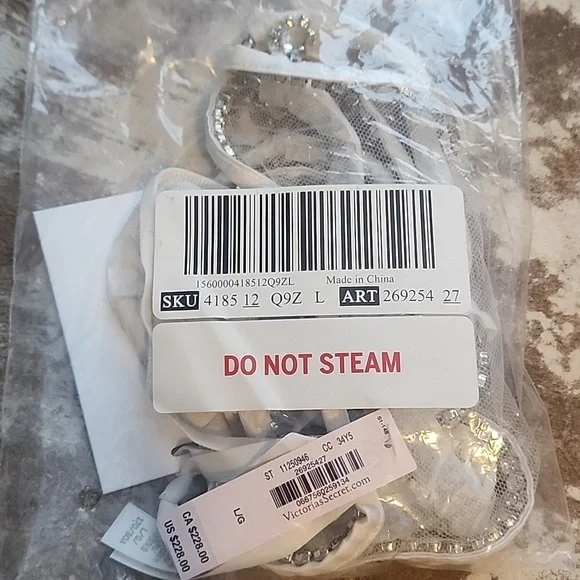 1560000418512Q9ZL Made in China
SKU 4185 12 Q9Z L ART 269254 27
DO NOT STEAM
ST 11250946 CC 34Y5
26925427
0667560259134
VictoriasSecret.com
L/G
CA $228.00
US $228.00